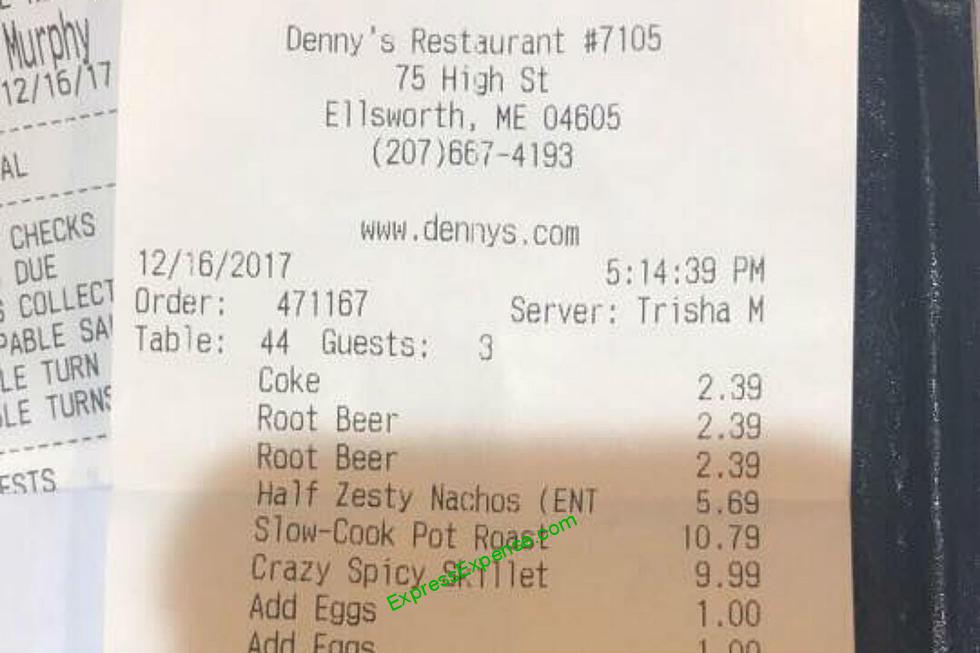 Murphy
12/16/17
AL
CHECKS
DUE
COLLECT
PABLE SA
LE TURN
LE TURNS
ESTS
Denny's Restaurant #7105
75 High St
Ellsworth, ME 04605
(207)667-4193
www.dennys.com
12/16/2017 5:14:39 PM
Order: 471167 Server: Trisha M
Table: 44 Guests: 3
Coke 2.39
Root Beer 2.39
Root Beer 2.39
Half Zesty Nachos (ENT 5.69
Slow-Cook Pot Roast 10.79
Crazy Spicy Skillet 9.99
Add Eggs 1.00
Add Eggs 1.00
ExpressExpense.com